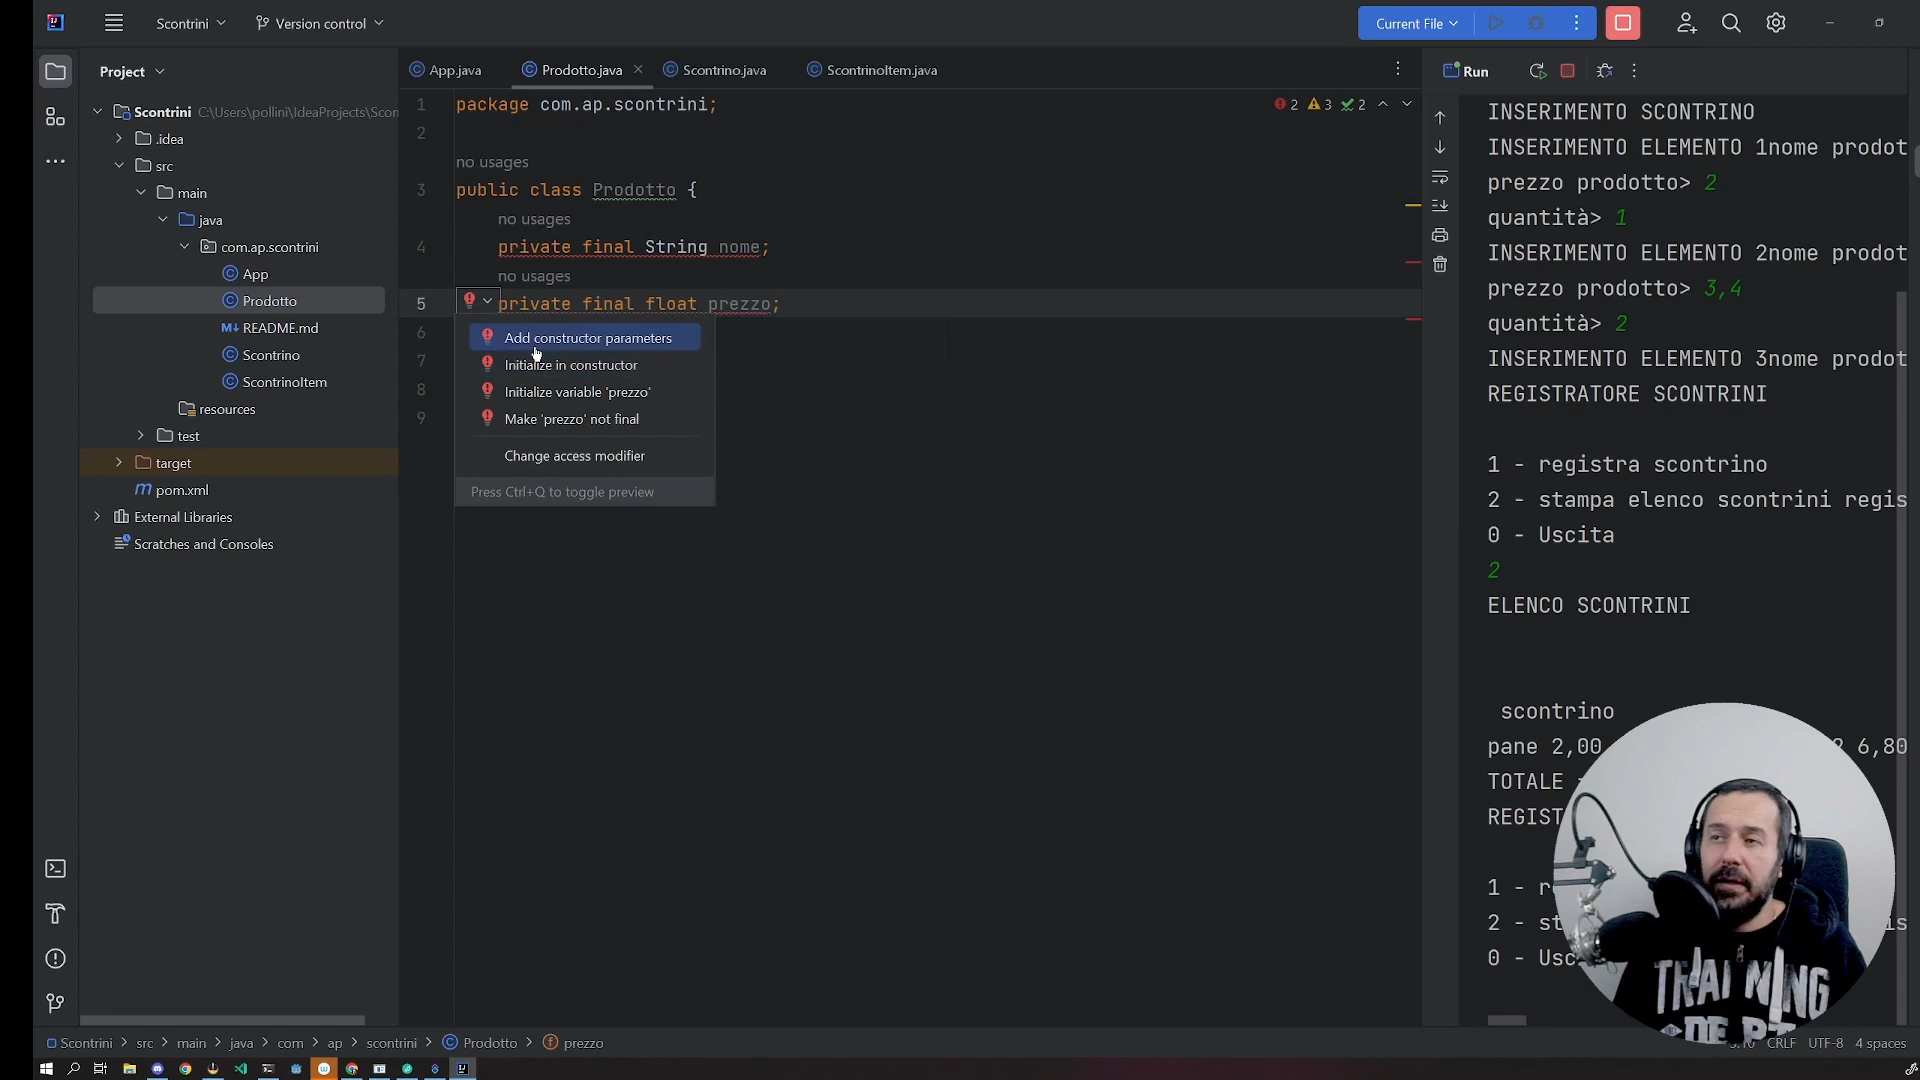 Scontrini
Version control
Current File
Project
App.java
Prodotto.java
Scontrino.java
ScontrinoItem.java
Run
Scontrini C:\Users\pollini\IdeaProjects\Scon
.idea
src
main
java
com.ap.scontrini
App
Prodotto
README.md
Scontrino
ScontrinoItem
resources
test
target
pom.xml
External Libraries
Scratches and Consoles
1 package com.ap.scontrini;
2 3 2
2
no usages
3 public class Prodotto {
no usages
4 private final String nome;
no usages
5 private final float prezzo;
6
7
8
9
Add constructor parameters
Initialize in constructor
Initialize variable 'prezzo'
Make 'prezzo' not final
Change access modifier
Press Ctrl+Q to toggle preview
INSERIMENTO SCONTRINO
INSERIMENTO ELEMENTO 1nome prodot
prezzo prodotto> 2
quantità> 1
INSERIMENTO ELEMENTO 2nome prodot
prezzo prodotto> 3,4
quantità> 2
INSERIMENTO ELEMENTO 3nome prodot
REGISTRATORE SCONTRINI
1 - registra scontrino
2 - stampa elenco scontrini regis
0 - Uscita
2
ELENCO SCONTRINI
scontrino
pane 2,00 2 6,80
TOTALE
REGIST
1 - r
2 - st is
0 - Usc
TRAINING
Scontrini > src > main > java > com > ap > scontrini > Prodotto > prezzo
CRLF UTF-8 4 spaces